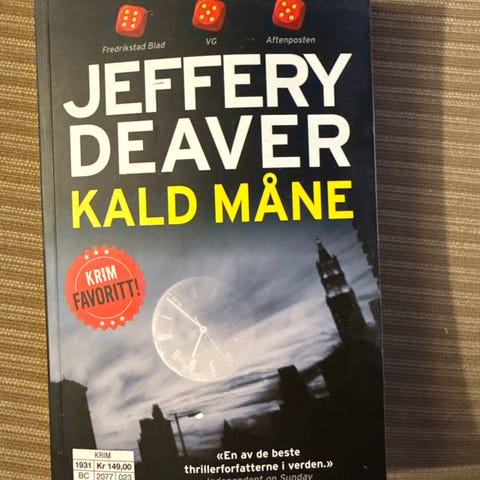 Fredrikstad Blad
VG
Aftenposten
JEFFERY
DEAVER
KALD MÅNE
KRIM
FAVORITT!
«En av de beste
thrillerforfatterne i verden.»
Independent on Sunday
KRIM
1931 Kr 149,00
BC 2077 023